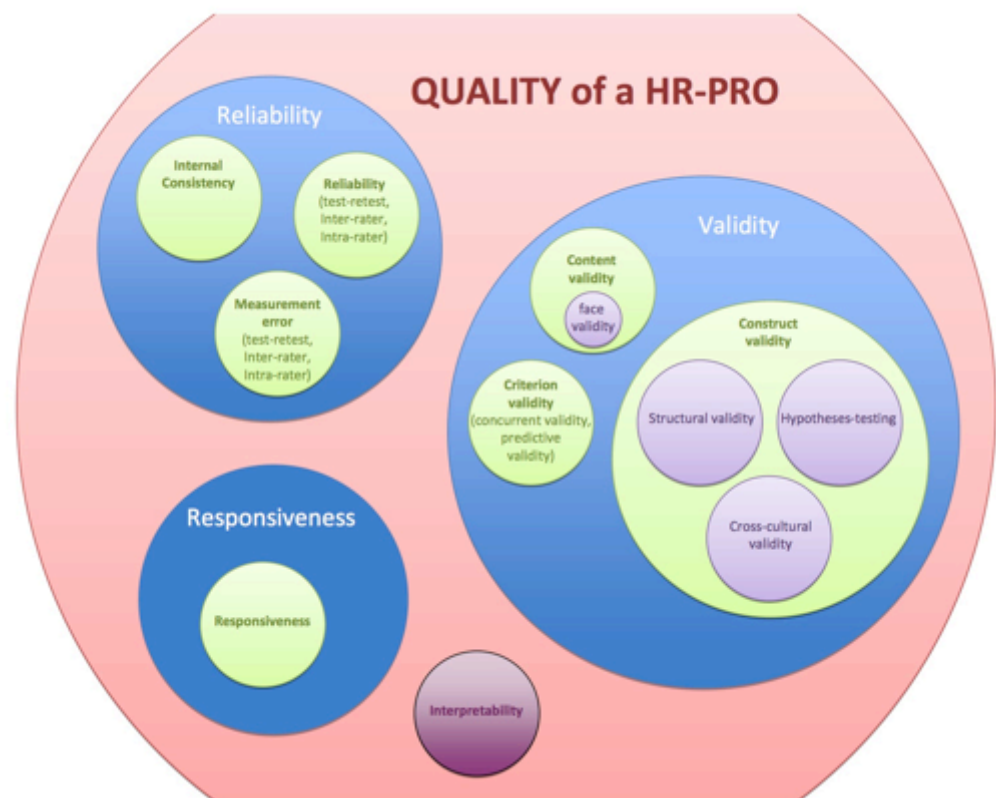 QUALITY of a HR-PRO
Reliability
Internal
Consistency
Reliability
(test-retest,
Inter-rater,
Intra-rater)
Measurement
error
(test-retest,
Inter-rater,
Intra-rater)
Validity
Content
validity
face
validity
Criterion
validity
(concurrent validity,
predictive
validity)
Construct
validity
Structural validity
Hypotheses-testing
Cross-cultural
validity
Responsiveness
Responsiveness
Interpretability